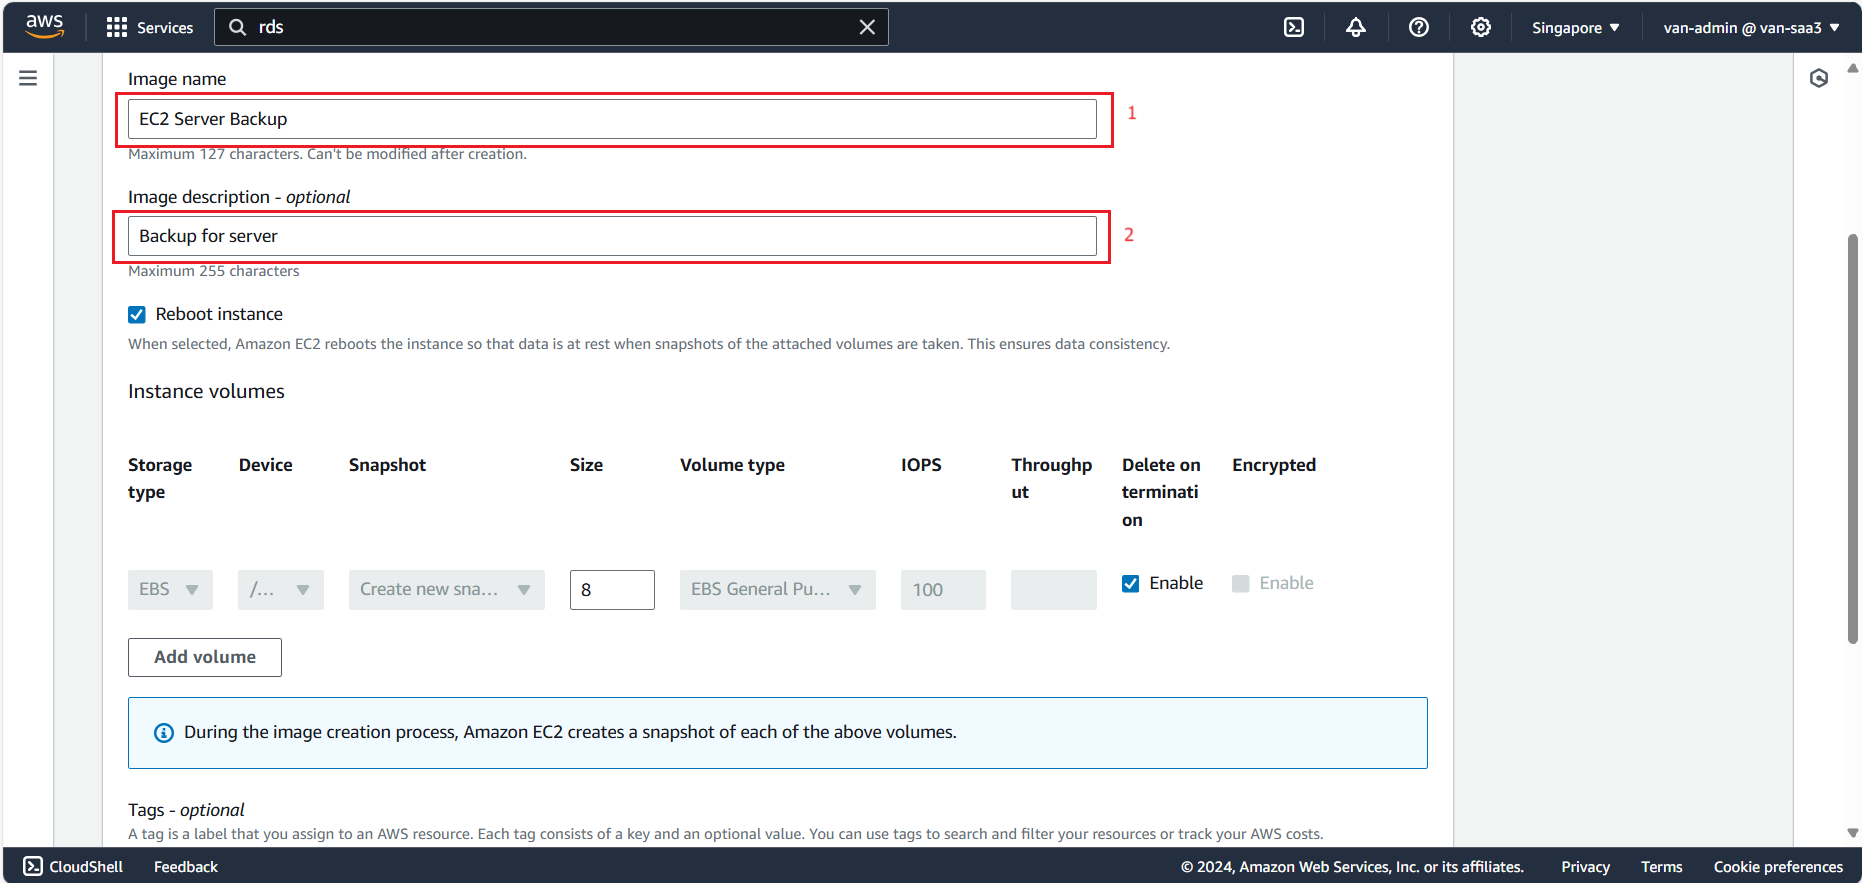 aws
Services
rds
Singapore
van-admin @ van-saa3
Image name
EC2 Server Backup
1
Maximum 127 characters. Can't be modified after creation.
Image description - optional
Backup for server
2
Maximum 255 characters
Reboot instance
When selected, Amazon EC2 reboots the instance so that data is at rest when snapshots of the attached volumes are taken. This ensures data consistency.
Instance volumes
Storage type
Device
Snapshot
Size
Volume type
IOPS
Throughp
ut
Delete on
terminati
on
Encrypted
EBS
/...
Create new sna...
8
EBS General Pu...
100
Enable
Enable
Add volume
During the image creation process, Amazon EC2 creates a snapshot of each of the above volumes.
Tags - optional
A tag is a label that you assign to an AWS resource. Each tag consists of a key and an optional value. You can use tags to search and filter your resources or track your AWS costs.
CloudShell
Feedback
© 2024, Amazon Web Services, Inc. or its affiliates.
Privacy
Terms
Cookie preferences